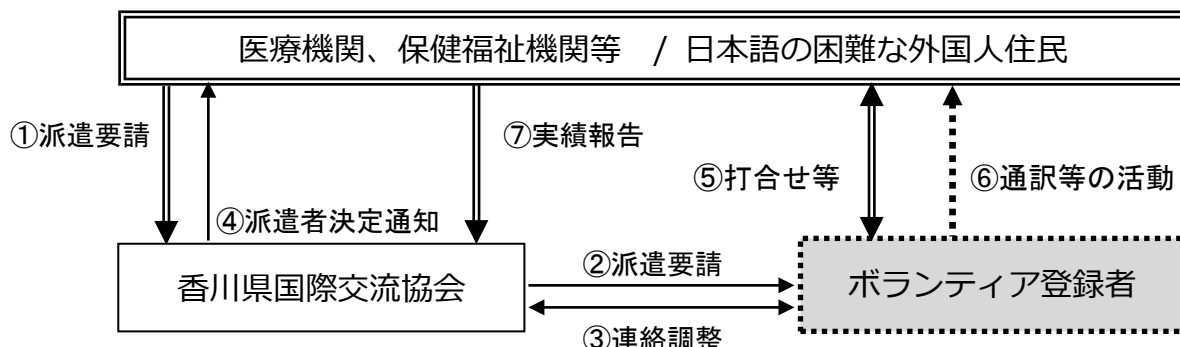 医療機関、保健福祉機関等 / 日本語の困難な外国人住民
①派遣要請
⑦実績報告
⑤打合せ等
⑥通訳等の活動
④派遣者決定通知
香川県国際交流協会
②派遣要請
ボランティア登録者
③連絡調整